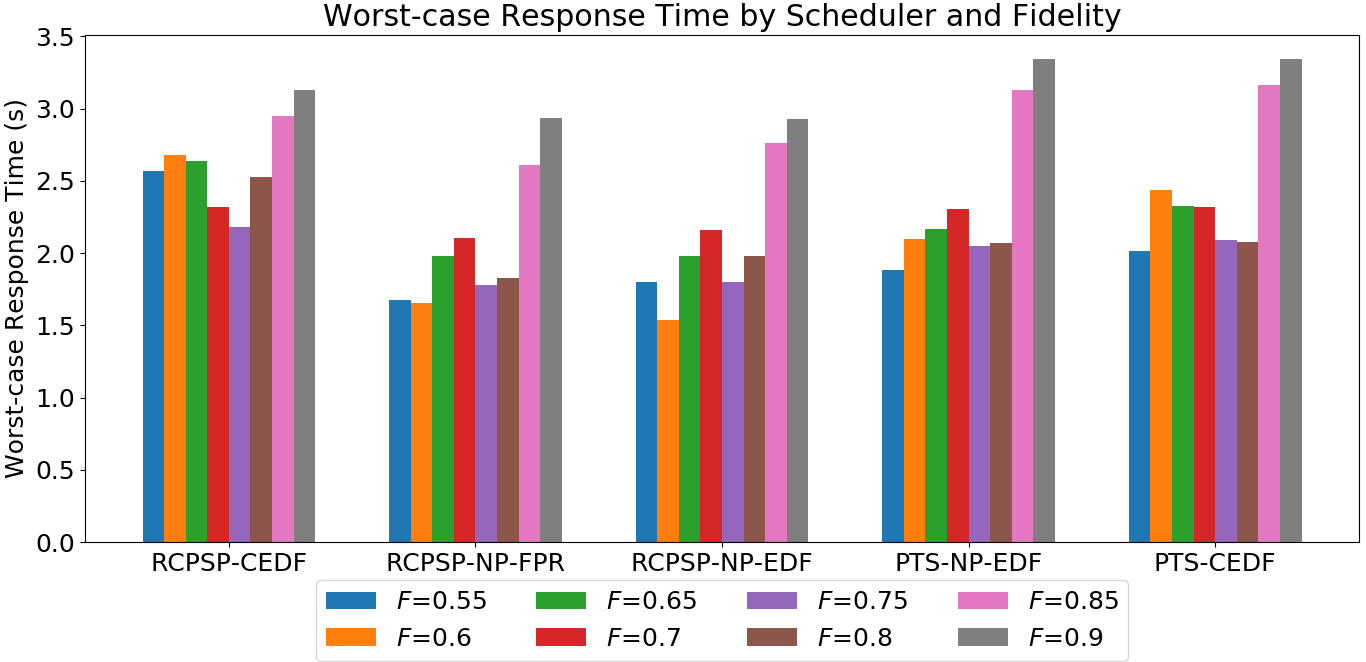 Worst-case Response Time by Scheduler and Fidelity
Worst-case Response Time (s)
3.5
3.0
2.5
2.0
1.5
1.0
0.5
0.0
RCPSP-CEDF RCPSP-NP-FPR RCPSP-NP-EDF PTS-NP-EDF PTS-CEDF
F=0.55 F=0.65 F=0.75 F=0.85
F=0.6 F=0.7 F=0.8 F=0.9